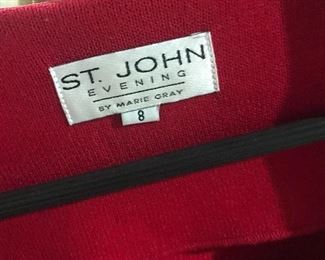 ST. JOHN
EVENING
BY MARIE GRAY
8